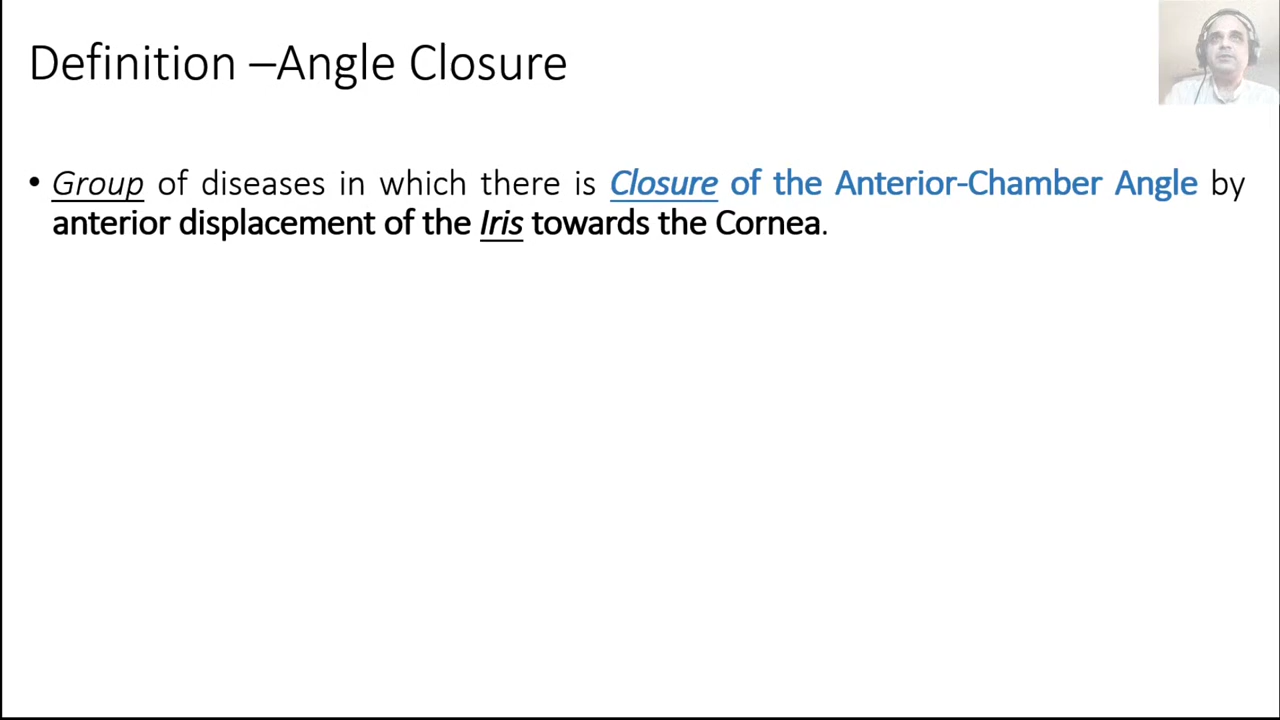 Definition –Angle Closure
• Group of diseases in which there is Closure of the Anterior-Chamber Angle by
anterior displacement of the Iris towards the Cornea.